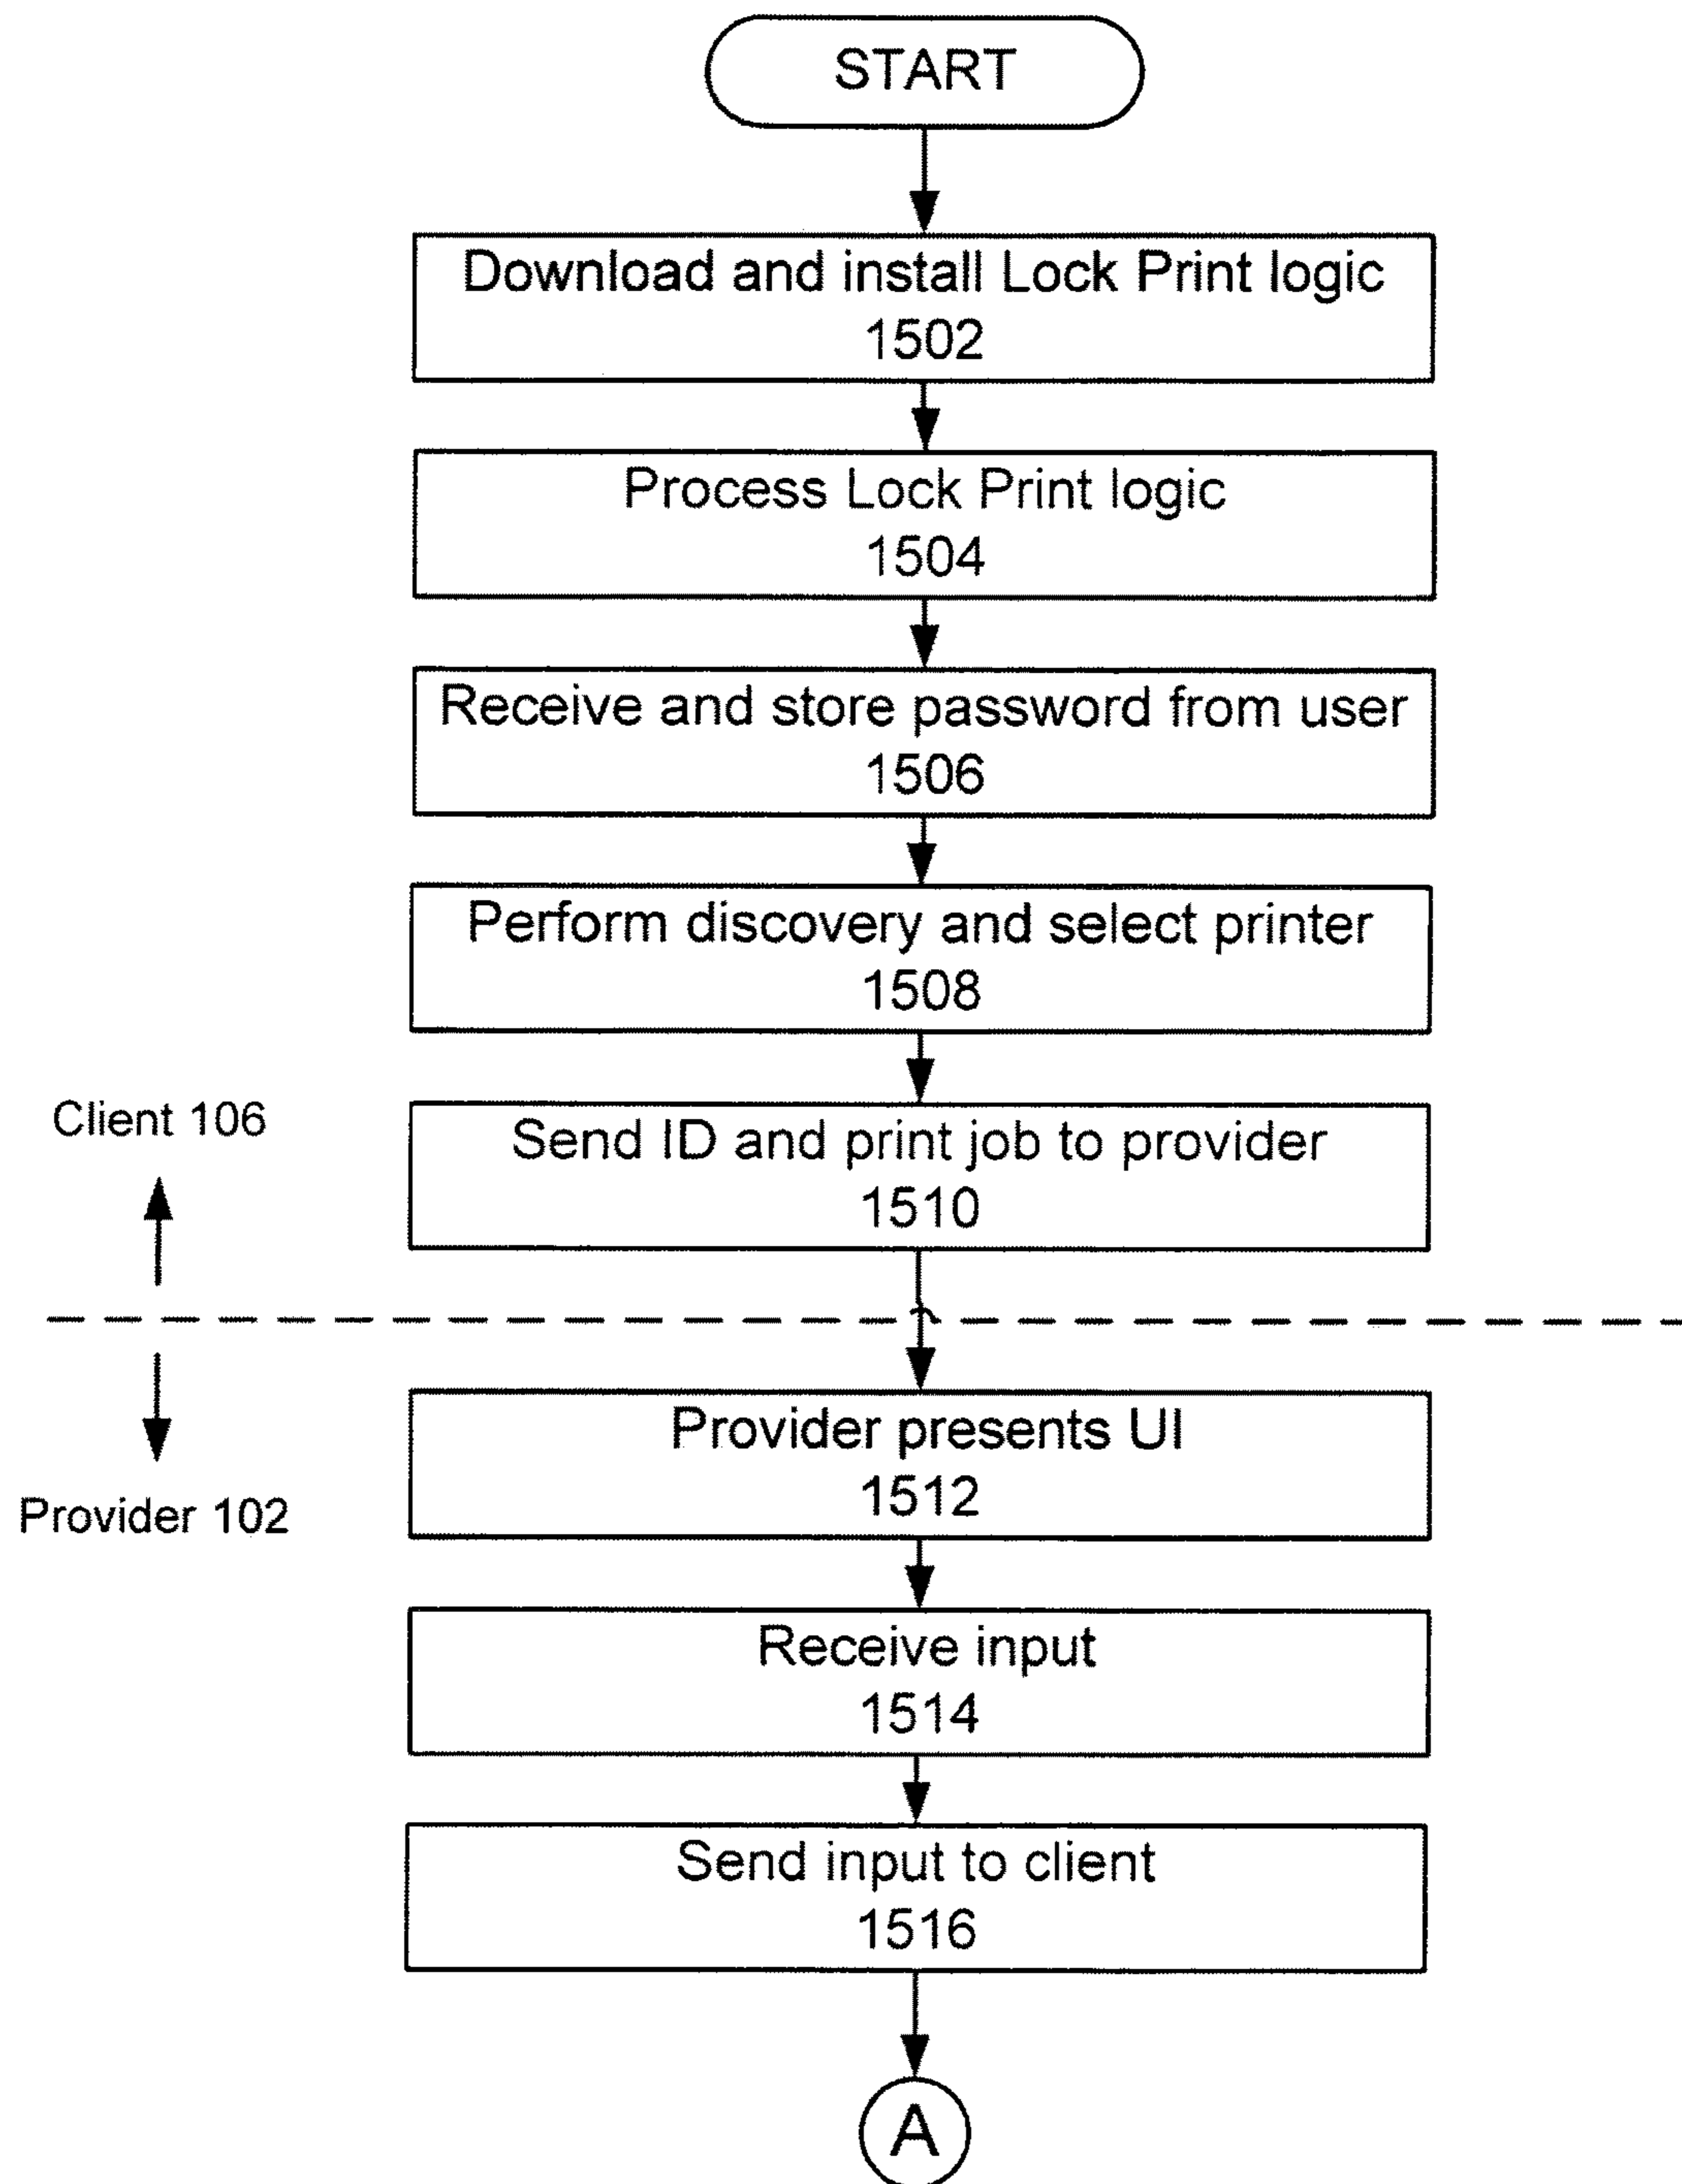 START
Download and install Lock Print logic
1502
Process Lock Print logic
1504
Receive and store password from user
1506
Perform discovery and select printer
1508
Client 106
Send ID and print job to provider
1510
Provider presents UI
1512
Provider 102
Receive input
1514
Send input to client
1516
A